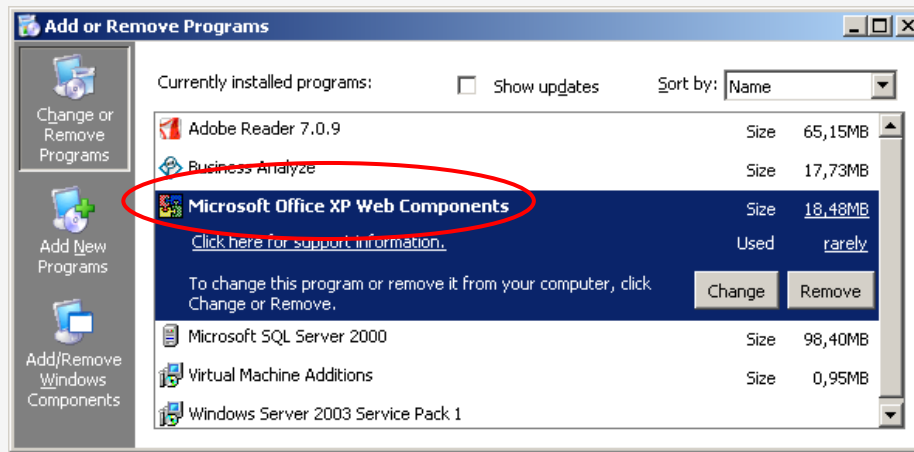 Add or Remove Programs
Change or
Remove
Programs
Add New
Programs
Add/Remove
Windows
Components
Currently installed programs:
Show updates
Sort by: Name
Adobe Reader 7.0.9 Size 65,15MB
Business Analyze Size 17,73MB
Microsoft Office XP Web Components Size 18,48MB
Click here for support information. Used rarely
To change this program or remove it from your computer, click
Change or Remove.
Change Remove
Microsoft SQL Server 2000 Size 98,40MB
Virtual Machine Additions Size 0,95MB
Windows Server 2003 Service Pack 1